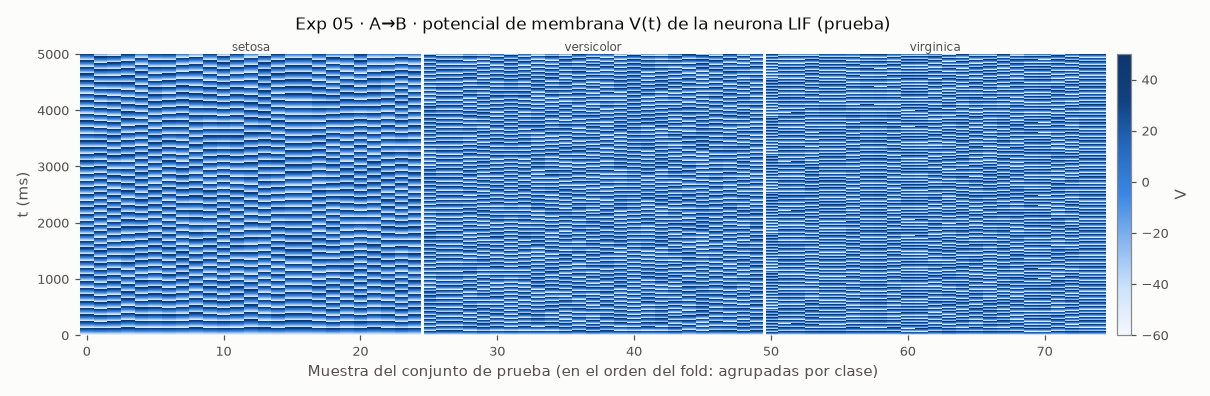 Exp 05 · A→B · potencial de membrana V(t) de la neurona LIF (prueba)
setosa versicolor virginica
5000
4000
3000
2000
1000
0
t (ms)
0 10 20 30 40 50 60 70
Muestra del conjunto de prueba (en el orden del fold: agrupadas por clase)
40
20
0
−20
−40
−60
V